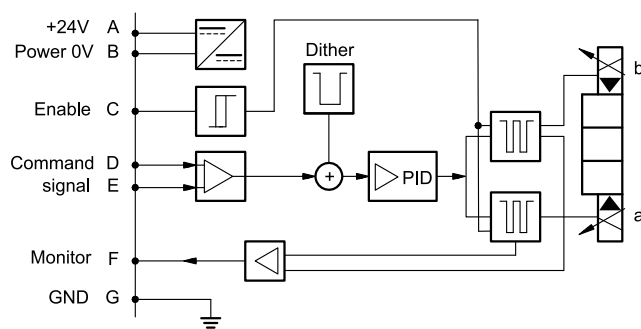 +24V A
Power 0V B
Dither
b
Enable C
Command D
signal E
PID
a
Monitor F
GND G